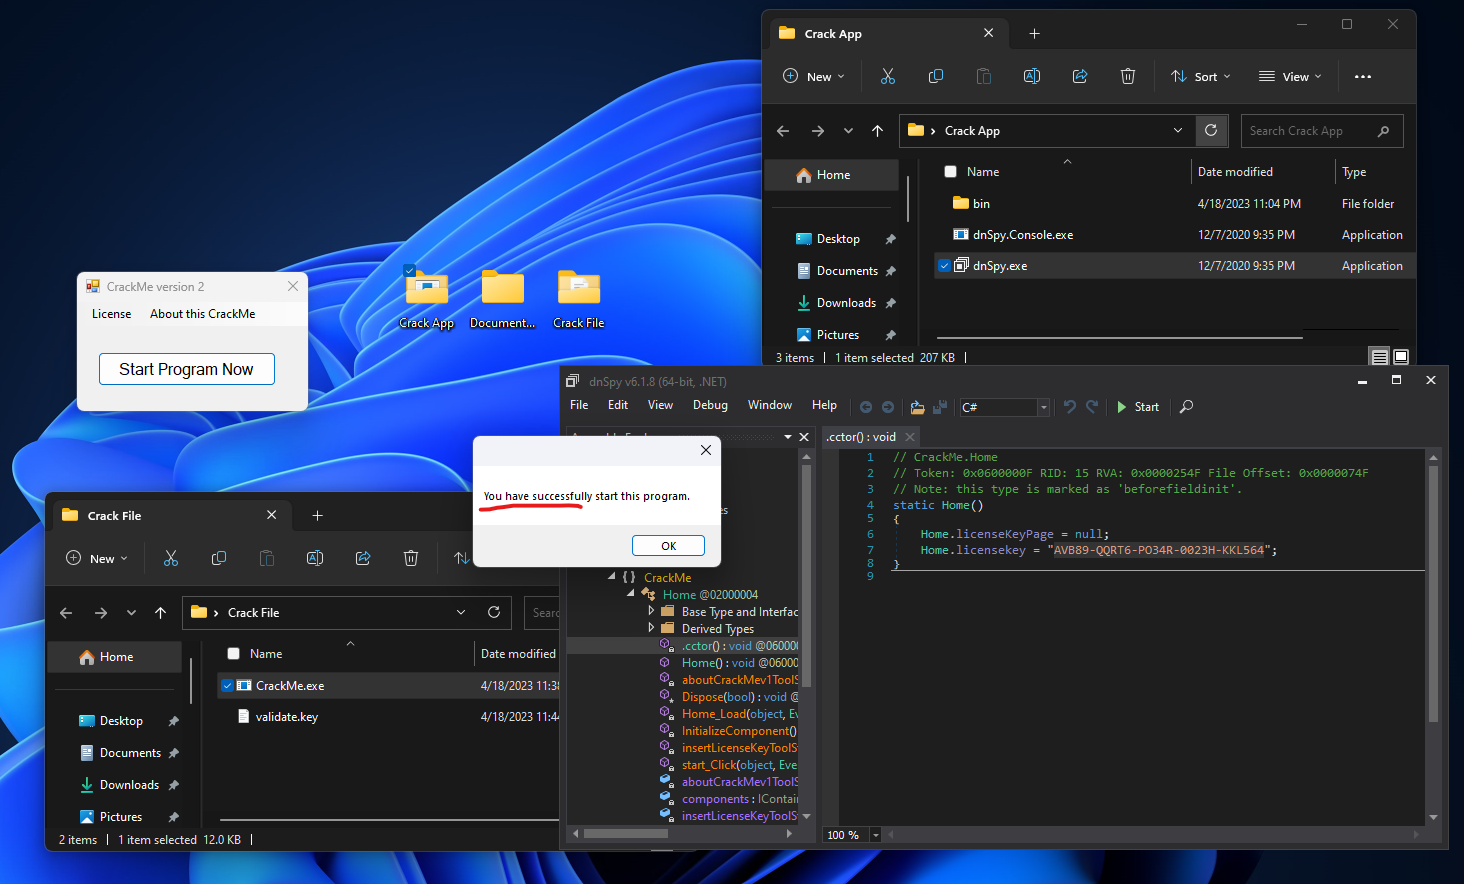 Crack App
New
Sort
View
Crack App
Search Crack App
Home
Name
Date modified
Type
bin
4/18/2023 11:04 PM
File folder
Desktop
dnSpy.Console.exe
12/7/2020 9:35 PM
Application
Documents
dnSpy.exe
12/7/2020 9:35 PM
Application
Downloads
Pictures
3 items
1 item selected 207 KB
CrackMe version 2
License
About this CrackMe
Start Program Now
Crack App
Document...
Crack File
dnSpy v6.1.8 (64-bit, .NET)
File
Edit
View
Debug
Window
Help
C#
Start
.cctor() : void
1 // CrackMe.Home
2 // Token: 0x0600000F RID: 15 RVA: 0x0000254F File Offset: 0x0000074F
3 // Note: this type is marked as 'beforefieldinit'.
4 static Home()
5 {
6 Home.licenseKeyPage = null;
7 Home.licensekey = "AVB89-QQRT6-PO34R-0023H-KKL564";
8 }
9
100 %
You have successfully start this program.
OK
CrackMe
Home @02000004
Base Type and Interfac
Derived Types
.cctor() : void @06000
Home() : void @0600
aboutCrackMev1ToolS
Dispose(bool) : void @
Home_Load(object, Ev
InitializeComponent()
insertLicenseKeyToolSt
start_Click(object, Eve
aboutCrackMev1ToolS
components : IContai
insertLicenseKeyToolS
Crack File
New
Crack File
Searc
Home
Name
Date modified
CrackMe.exe
4/18/2023 11:38
Desktop
validate.key
4/18/2023 11:44
Documents
Downloads
Pictures
2 items
1 item selected 12.0 KB